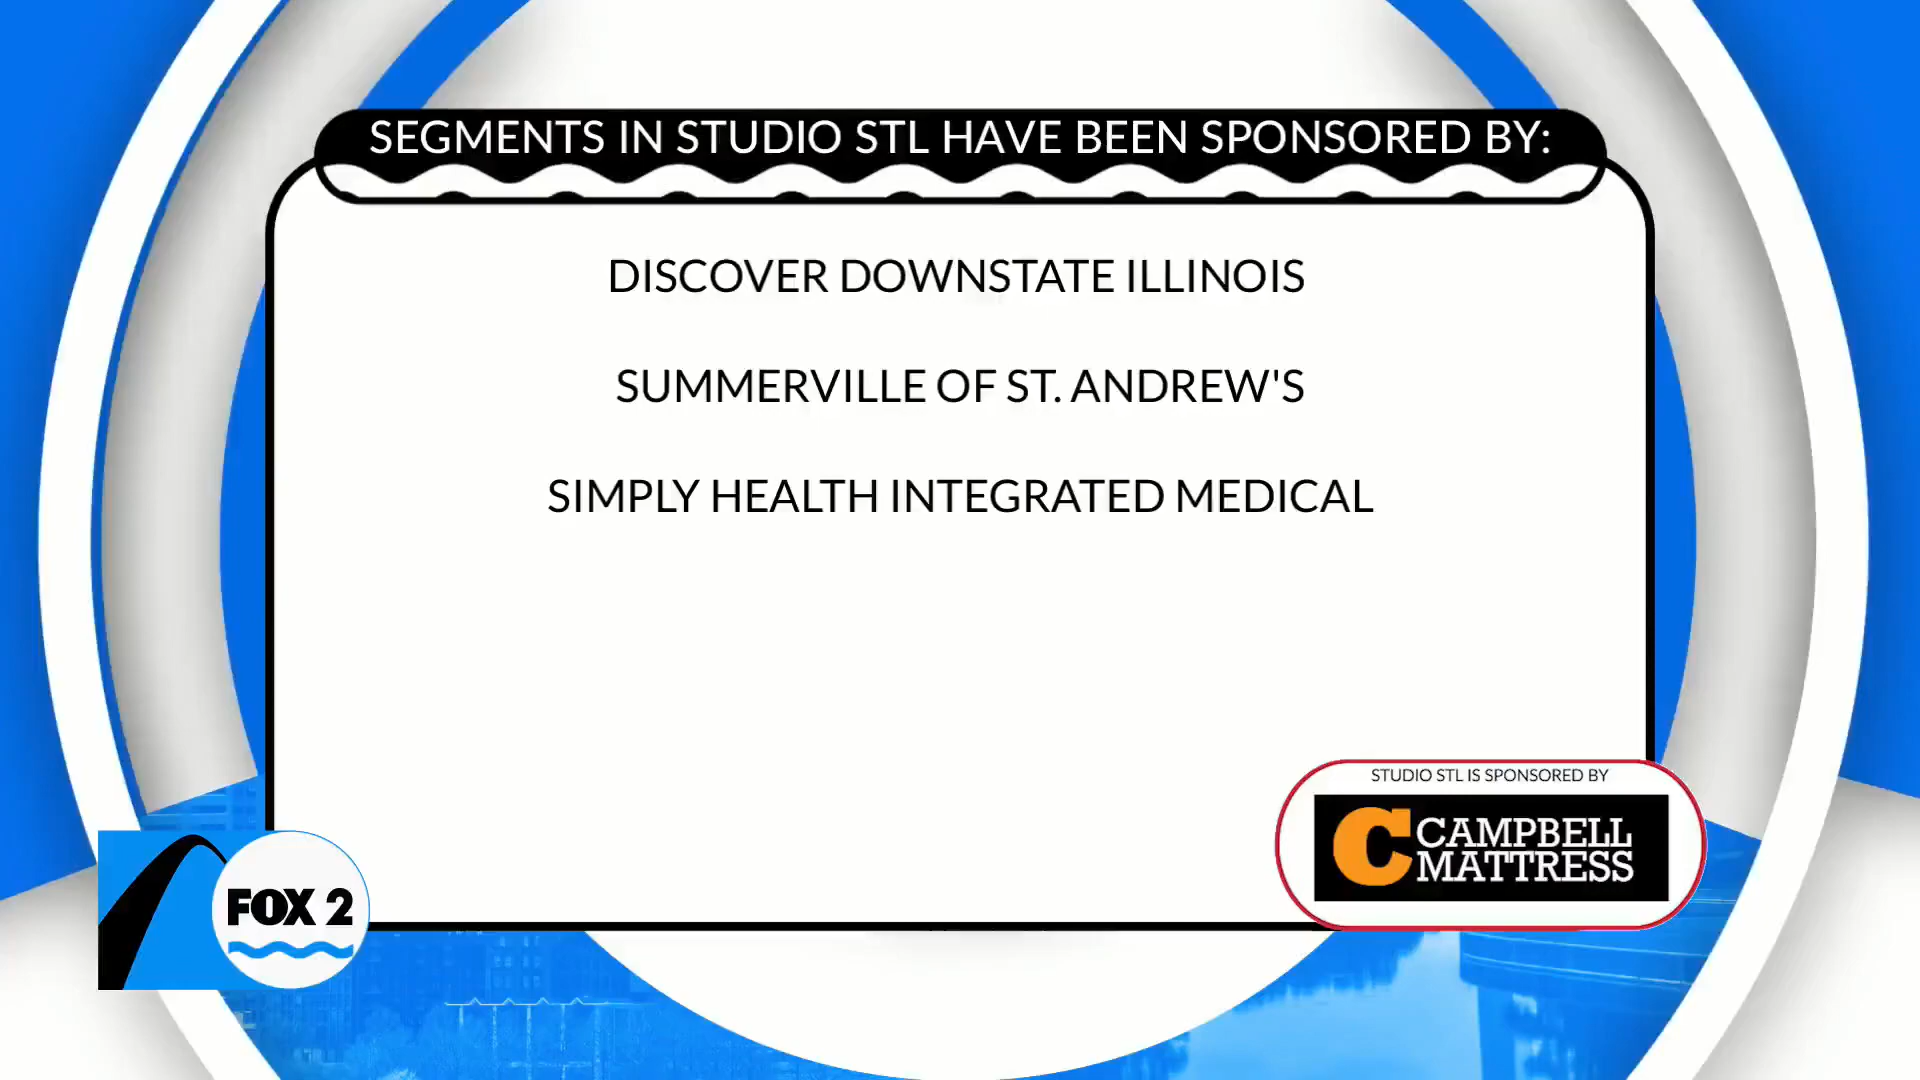 SEGMENTS IN STUDIO STL HAVE BEEN SPONSORED BY:
DISCOVER DOWNSTATE ILLINOIS
SUMMERVILLE OF ST. ANDREW'S
SIMPLY HEALTH INTEGRATED MEDICAL
STUDIO STL IS SPONSORED BY
C CAMPBELL
MATTRESS
FOX 2